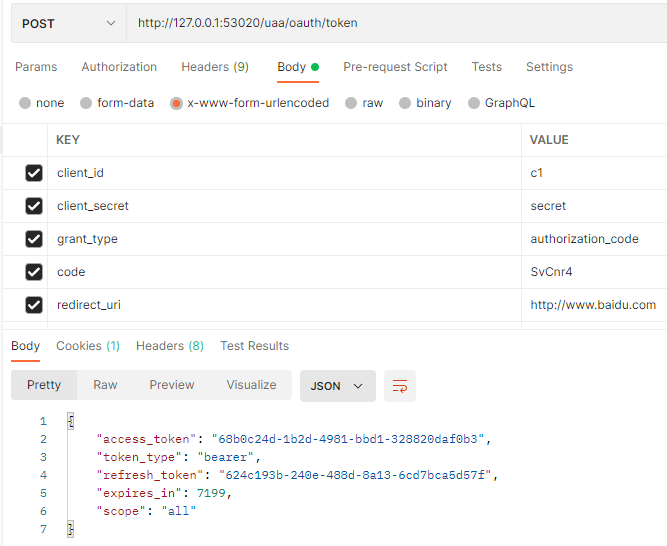 POST http://127.0.0.1:53020/uaa/oauth/token
Params Authorization Headers (9) Body Pre-request Script Tests Settings
none form-data x-www-form-urlencoded raw binary GraphQL
KEY VALUE
client_id c1
client_secret secret
grant_type authorization_code
code SvCnr4
redirect_uri http://www.baidu.com
Body Cookies (1) Headers (8) Test Results
Pretty Raw Preview Visualize JSON
1 {
2 "access_token": "68b0c24d-1b2d-4981-bbd1-328820daf0b3",
3 "token_type": "bearer",
4 "refresh_token": "624c193b-240e-488d-8a13-6cd7bca5d57f",
5 "expires_in": 7199,
6 "scope": "all"
7 }